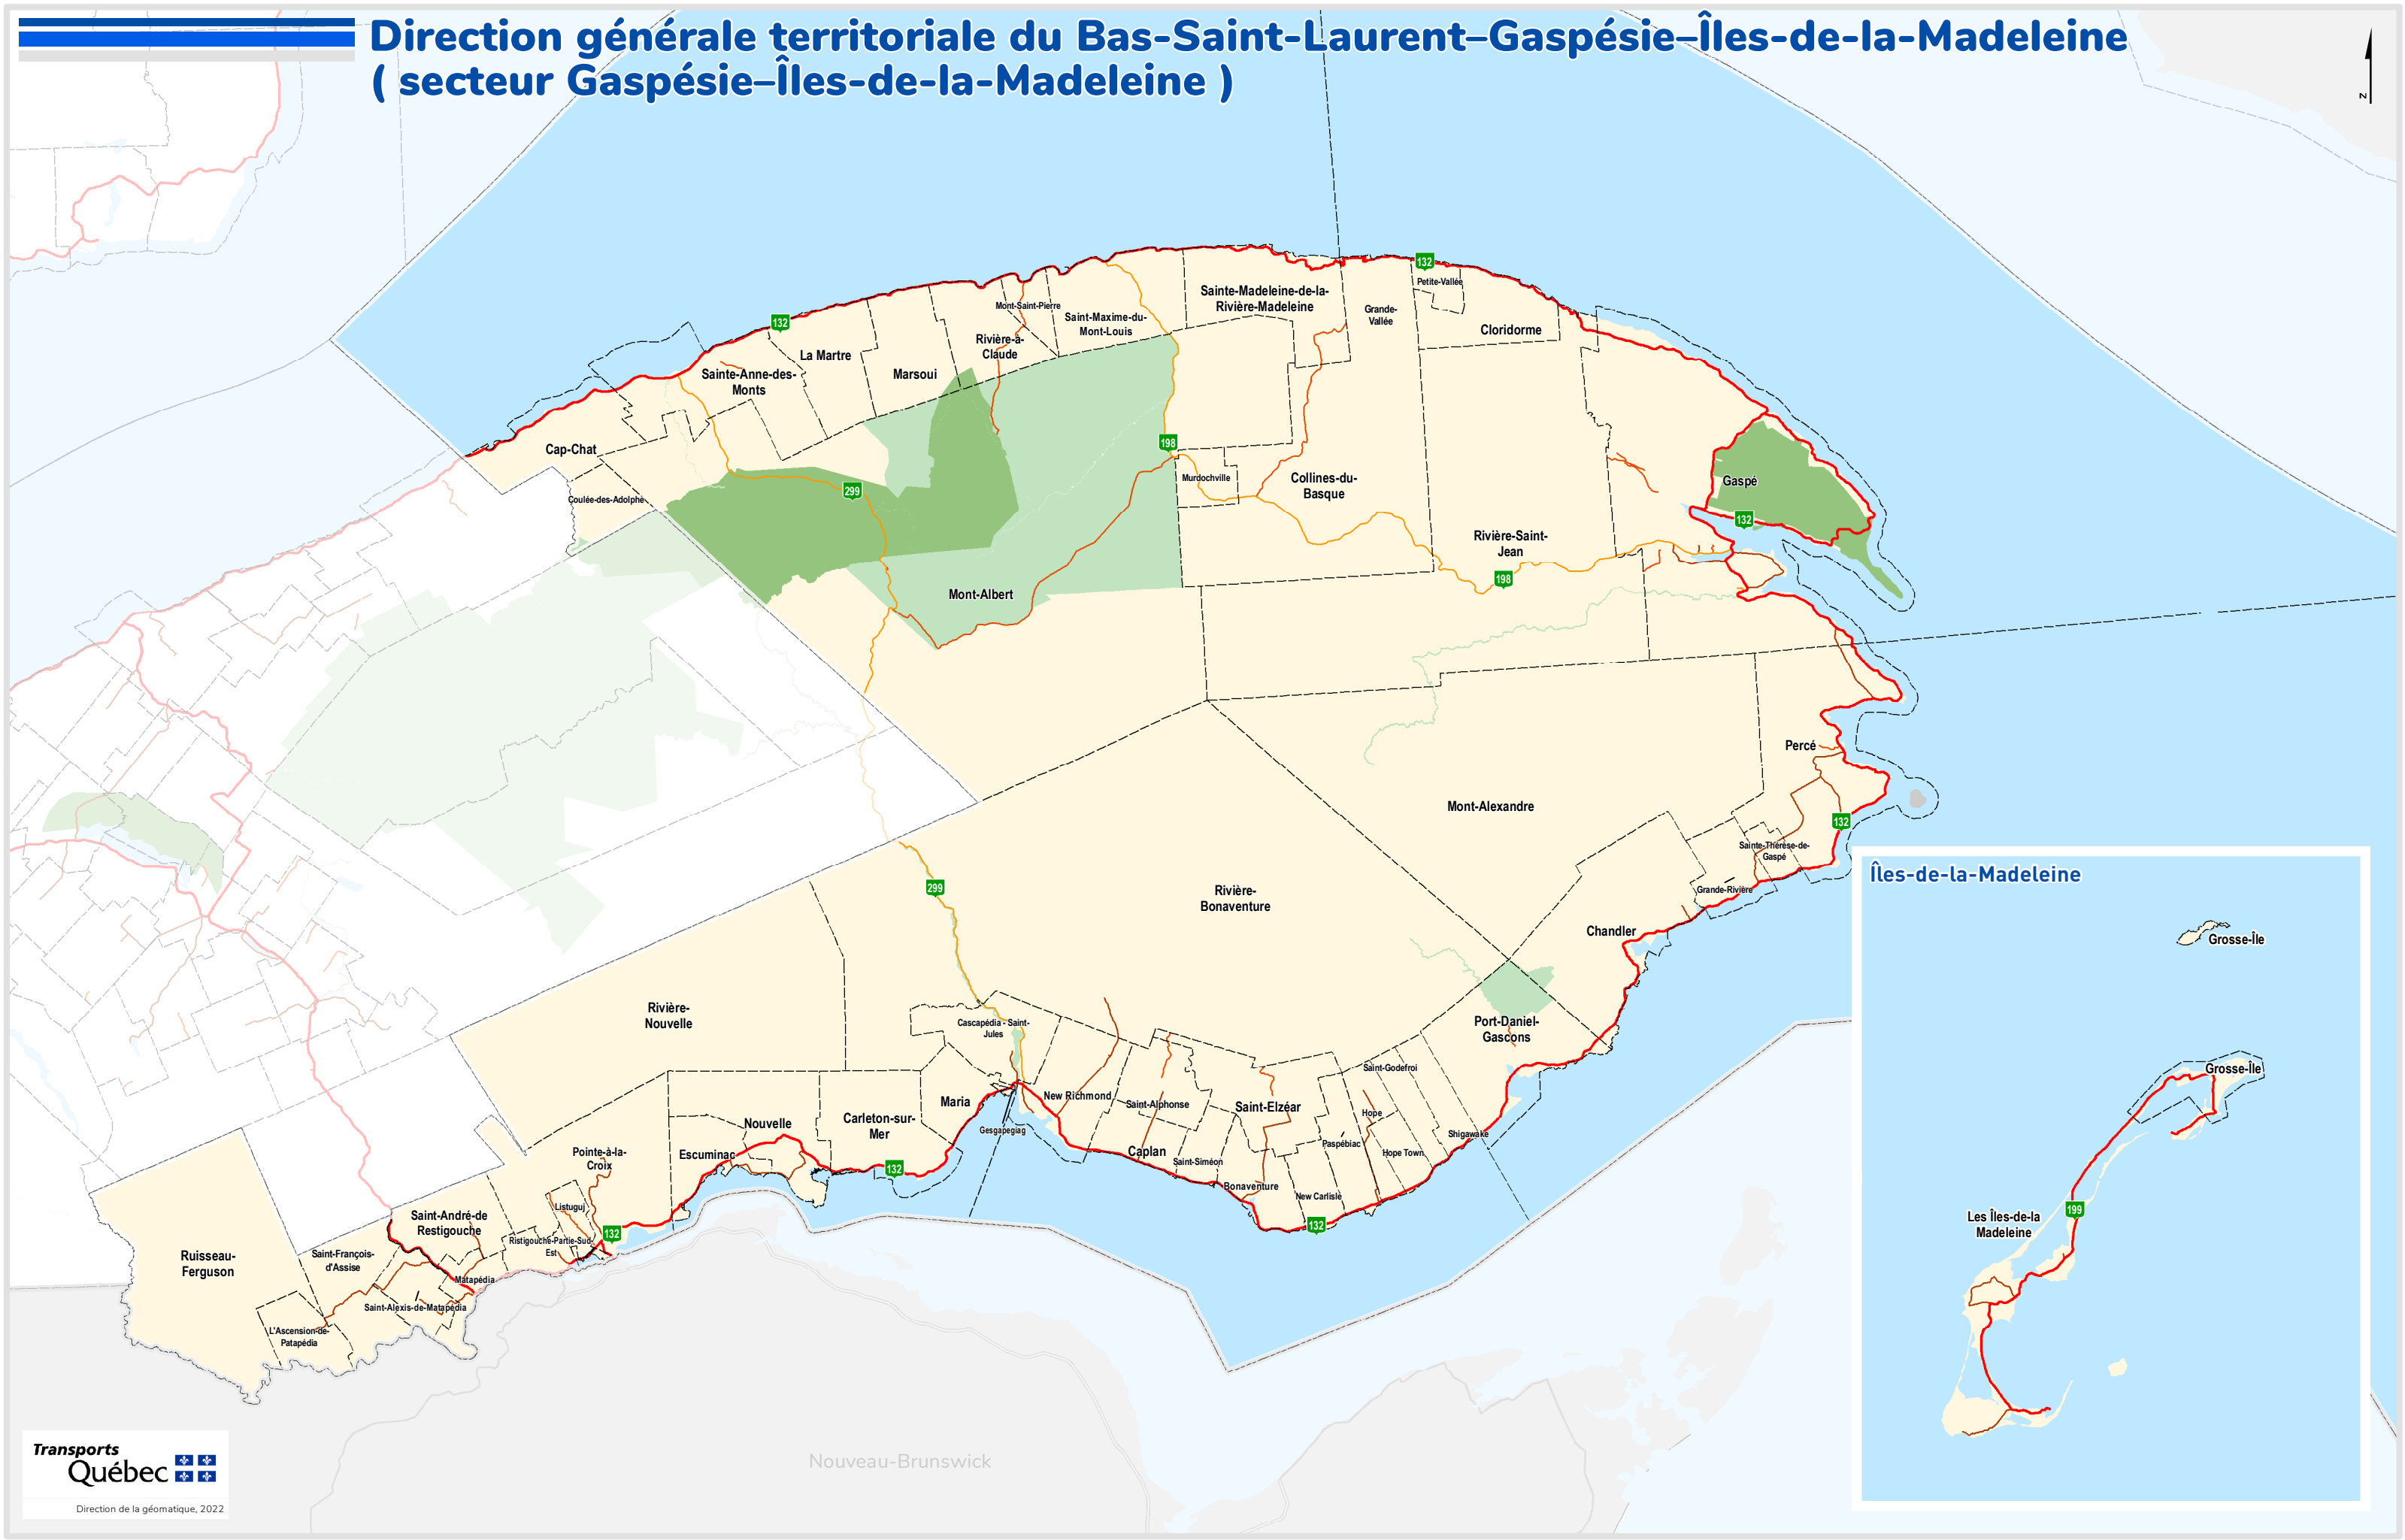 Direction générale territoriale du Bas-Saint-Laurent–Gaspésie–Îles-de-la-Madeleine
( secteur Gaspésie–Îles-de-la-Madeleine )
N
132
132
Petite-Vallée
Sainte-Madeleine-de-la-
Rivière-Madeleine
Mont-Saint-Pierre
Saint-Maxime-du-
Mont-Louis
Grande-
Vallée
Cloridorme
Rivière-à-
Claude
La Martre
Marsoui
Sainte-Anne-des-
Monts
Cap-Chat
198
Murdochville
Collines-du-
Basque
Gaspé
132
299
Coulée-des-Adolphe
Rivière-Saint-
Jean
198
Mont-Albert
Percé
Mont-Alexandre
132
Sainte-Thérèse-de-
Gaspé
Grande-Rivière
299
Rivière-
Bonaventure
Chandler
Rivière-
Nouvelle
Cascapédia - Saint-
Jules
Port-Daniel-
Gascons
Saint-Godefroi
New Richmond
Maria
Saint-Alphonse
Saint-Elzéar
Hope
Carleton-sur-
Mer
Nouvelle
Gesgapegiag
Shigawake
Paspébiac
Hope Town
Caplan
Saint-Siméon
Escuminac
Pointe-à-la-
Croix
132
Bonaventure
New Carlisle
132
Listuguj
132
Saint-André-de
Restigouche
Ristigouche-Partie-Sud-
Est
Ruisseau-
Ferguson
Saint-François-
d'Assise
Matapédia
Saint-Alexis-de-Matapédia
L'Ascension-de-
Patapédia
Nouveau-Brunswick
Îles-de-la-Madeleine
Grosse-Île
Grosse-Île
199
Les Îles-de-la
Madeleine
Transports
Québec
Direction de la géomatique, 2022